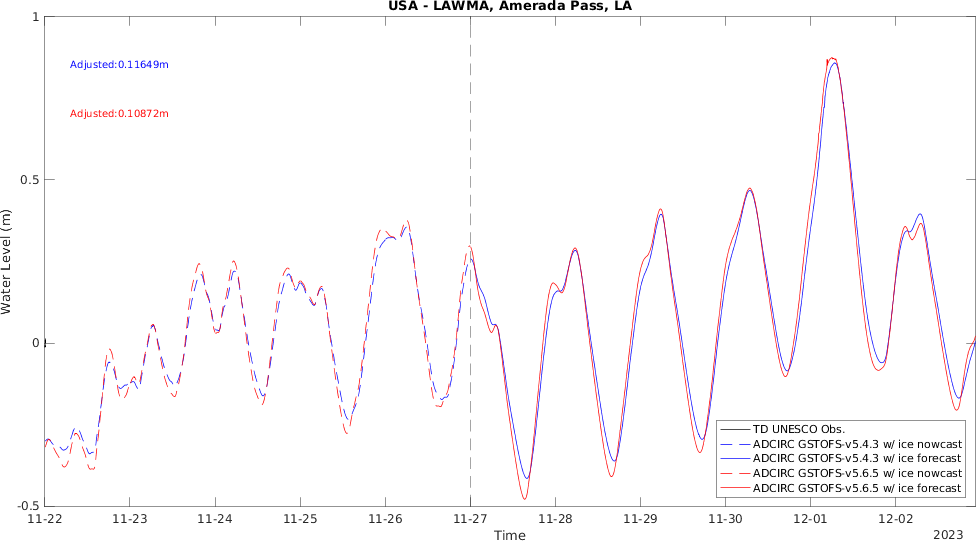 USA - LAWMA, Amerada Pass, LA
1
Adjusted:0.11649m
Adjusted:0.10872m
0.5
Water Level (m)
0
TD UNESCO Obs.
ADCIRC GSTOFS-v5.4.3 w/ ice nowcast
ADCIRC GSTOFS-v5.4.3 w/ ice forecast
ADCIRC GSTOFS-v5.6.5 w/ ice nowcast
ADCIRC GSTOFS-v5.6.5 w/ ice forecast
-0.5
11-22 11-23 11-24 11-25 11-26 11-27 11-28 11-29 11-30 12-01 12-02
Time
2023